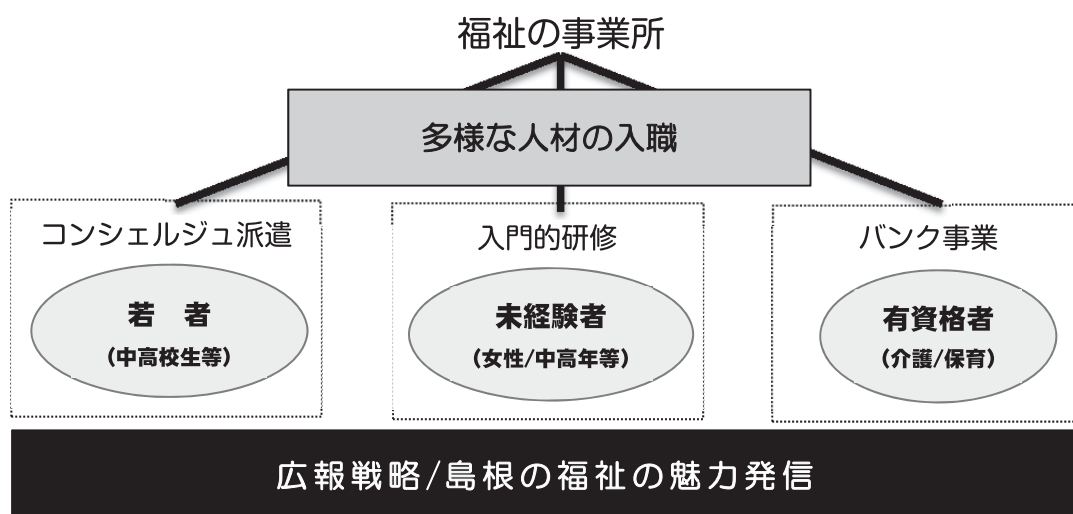 福祉の事業所
多様な人材の入職
コンシェルジュ派遣
若　者
(中高校生等)
入門的研修
未経験者
(女性/中高年等)
バンク事業
有資格者
(介護/保育)
広報戦略/島根の福祉の魅力発信